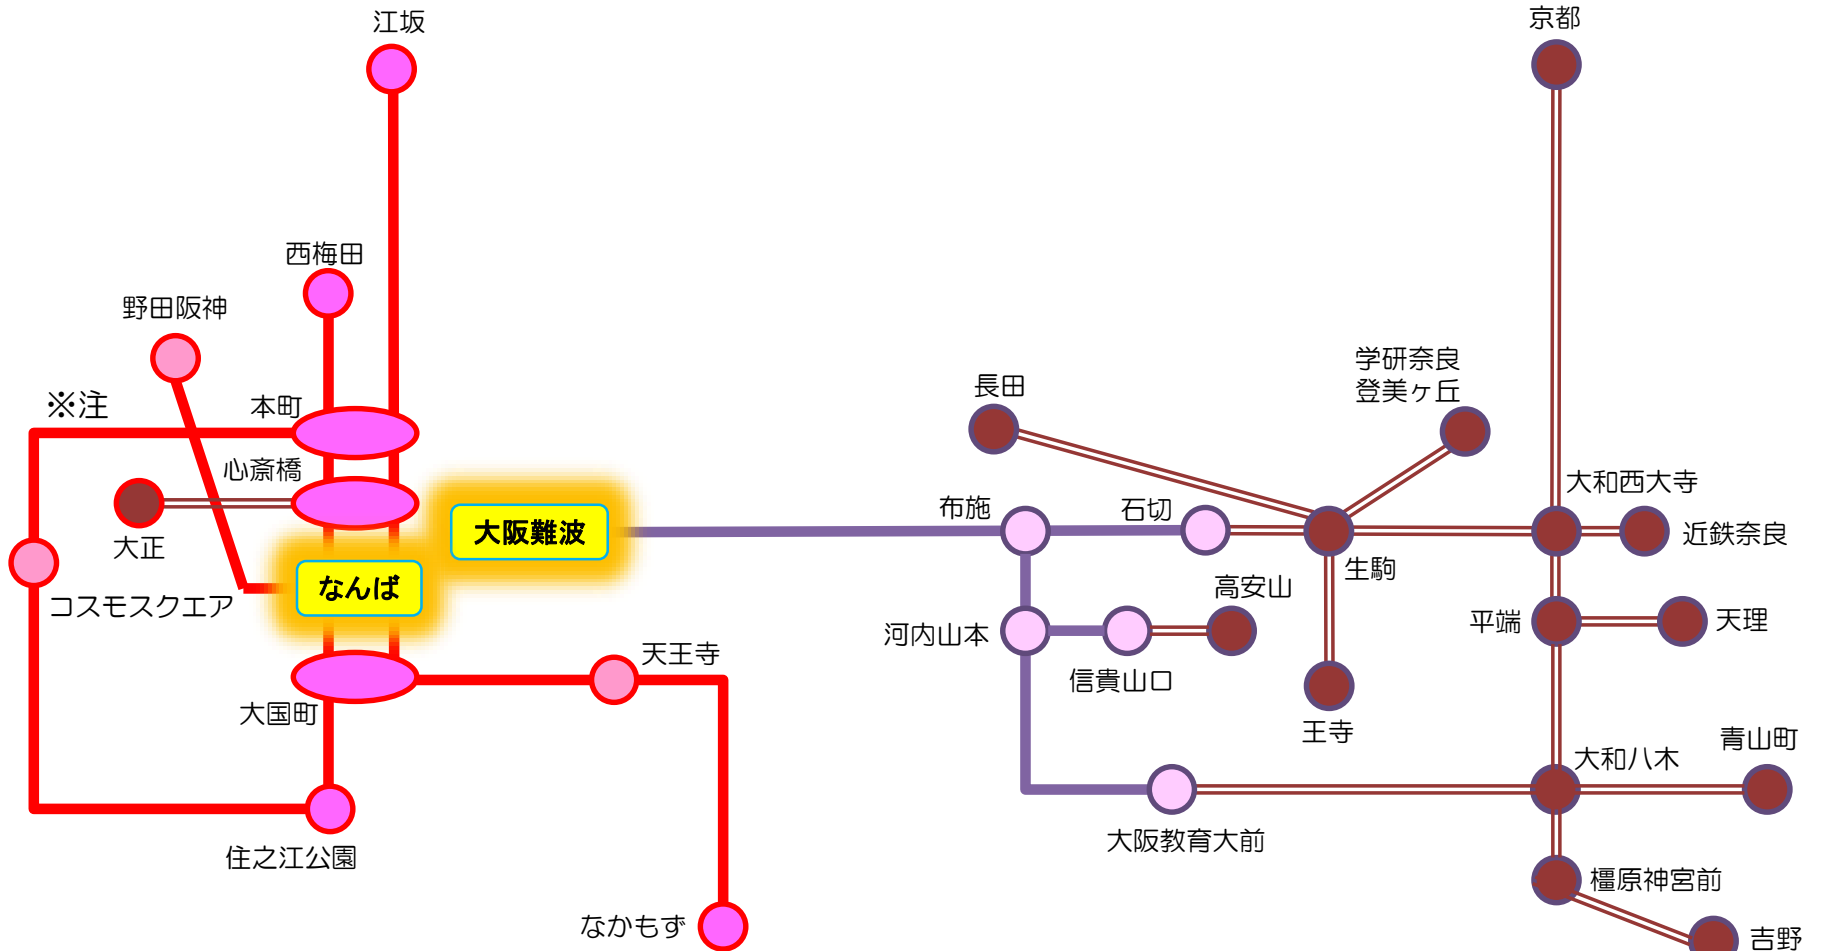 江坂
京都
西梅田
野田阪神
※注
本町
心斎橋
大正
コスモスクエア
なんば
大阪難波
大国町
天王寺
住之江公園
なかもず
長田
学研奈良
登美ヶ丘
布施
石切
生駒
大和西大寺
近鉄奈良
高安山
河内山本
信貴山口
王寺
平端
天理
大阪教育大前
大和八木
青山町
橿原神宮前
吉野